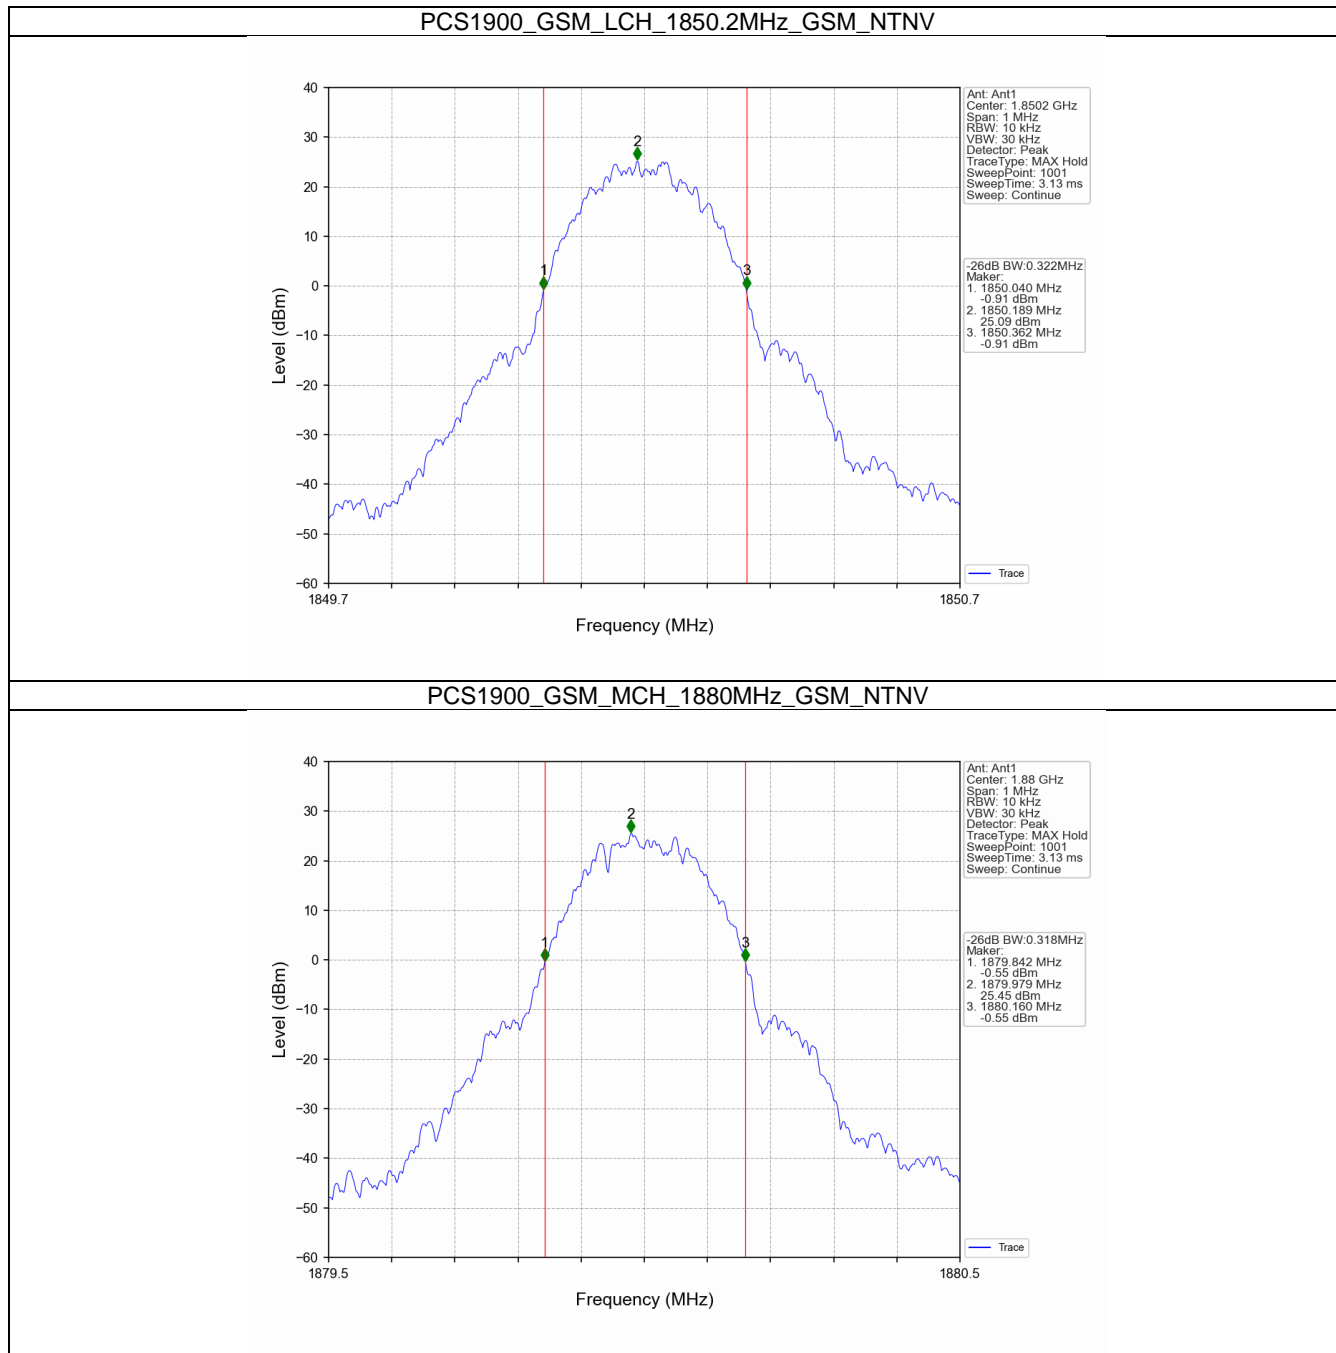 PCS1900_GSM_LCH_1850.2MHz_GSM_NTNV
40
30
20
10
0
−10
−20
−30
−40
−50
−60
Level (dBm)
1849.7
1850.7
Frequency (MHz)
1
2
3
Ant: Ant1
Center: 1.8502 GHz
Span: 1 MHz
RBW: 10 kHz
VBW: 30 kHz
Detector: Peak
TraceType: MAX Hold
SweepPoint: 1001
SweepTime: 3.13 ms
Sweep: Continue
-26dB BW:0.322MHz
Maker:
1. 1850.040 MHz
-0.91 dBm
2. 1850.189 MHz
25.09 dBm
3. 1850.362 MHz
-0.91 dBm
Trace
PCS1900_GSM_MCH_1880MHz_GSM_NTNV
40
30
20
10
0
−10
−20
−30
−40
−50
−60
Level (dBm)
1879.5
1880.5
Frequency (MHz)
1
2
3
Ant: Ant1
Center: 1.88 GHz
Span: 1 MHz
RBW: 10 kHz
VBW: 30 kHz
Detector: Peak
TraceType: MAX Hold
SweepPoint: 1001
SweepTime: 3.13 ms
Sweep: Continue
-26dB BW:0.318MHz
Maker:
1. 1879.842 MHz
-0.55 dBm
2. 1879.979 MHz
25.45 dBm
3. 1880.160 MHz
-0.55 dBm
Trace